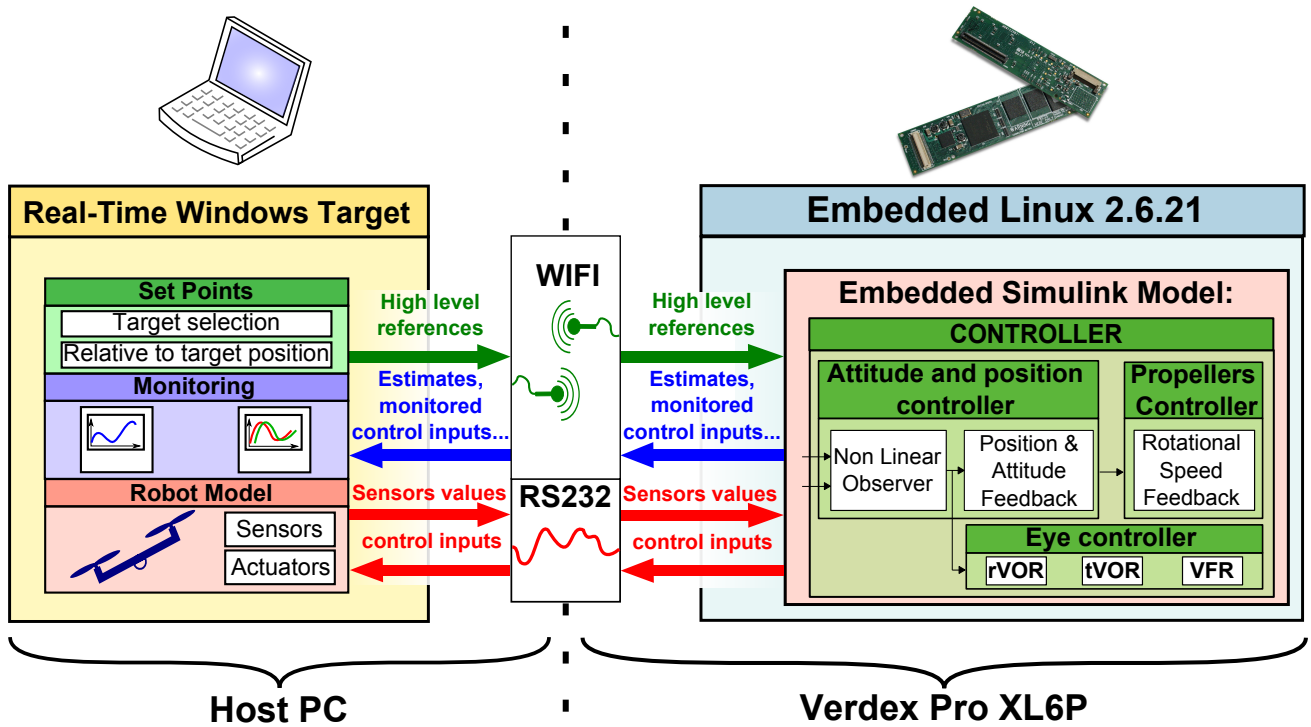 Real-Time Windows Target
Set Points
Target selection
Relative to target position
Monitoring
Robot Model
Sensors
Actuators
High level
references
Estimates,
monitored
control inputs...
Sensors values
control inputs
WIFI
RS232
High level
references
Estimates,
monitored
control inputs...
Sensors values
control inputs
Embedded Linux 2.6.21
Embedded Simulink Model:
CONTROLLER
Attitude and position
controller
Non Linear
Observer
Position &
Attitude
Feedback
Propellers
Controller
Rotational
Speed
Feedback
Eye controller
rVOR
tVOR
VFR
Host PC
Verdex Pro XL6P